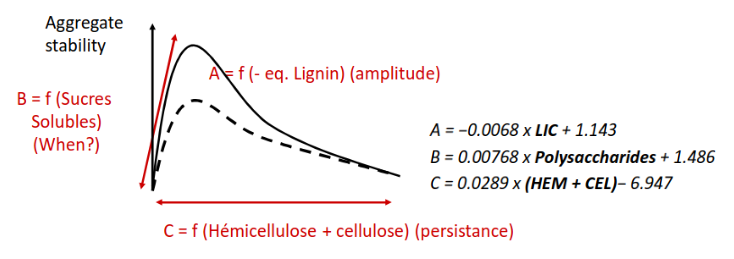 Aggregate
stability
A = f (- eq. Lignin) (amplitude)
B = f (Sucres
Solubles)
(When?)
A = −0.0068 x LIC + 1.143
B = 0.00768 x Polysaccharides + 1.486
C = 0.0289 x (HEM + CEL)− 6.947
C = f (Hémicellulose + cellulose) (persistance)